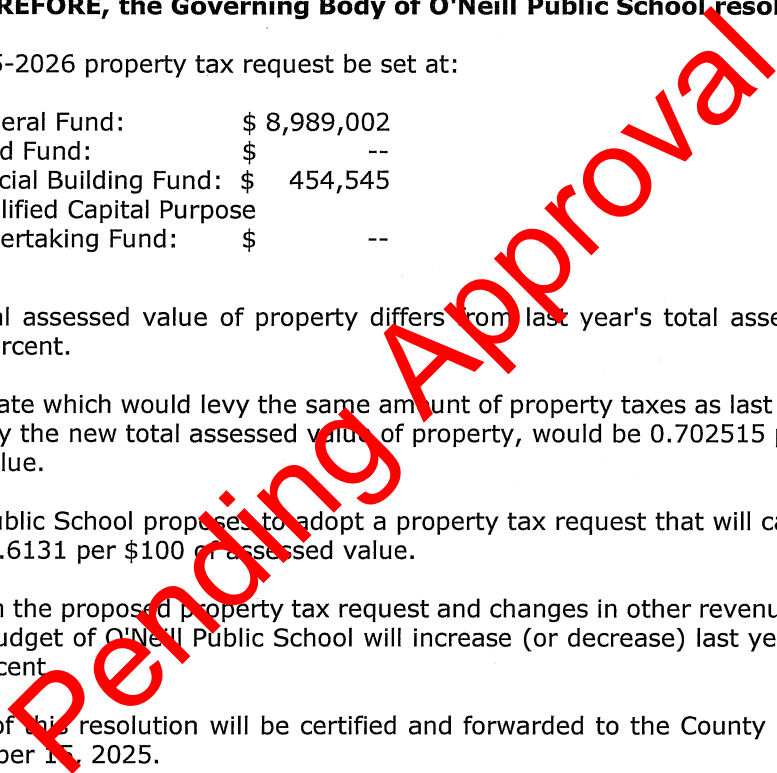 REFORE, the Governing Body of O'Neill Public School resol
5-2026 property tax request be set at:
eral Fund: $ 8,989,002
d Fund: $ --
cial Building Fund: $ 454,545
lified Capital Purpose
ertaking Fund: $ --
al assessed value of property differs from last year's total asse
rcent.
ate which would levy the same amount of property taxes as last
y the new total assessed value of property, would be 0.702515 p
lue.
ublic School proposes to adopt a property tax request that will ca
.6131 per $100 of assessed value.
n the proposed property tax request and changes in other revenu
udget of O'Neill Public School will increase (or decrease) last ye
cent.
of this resolution will be certified and forwarded to the County
ber 15, 2025.
Pending Approval